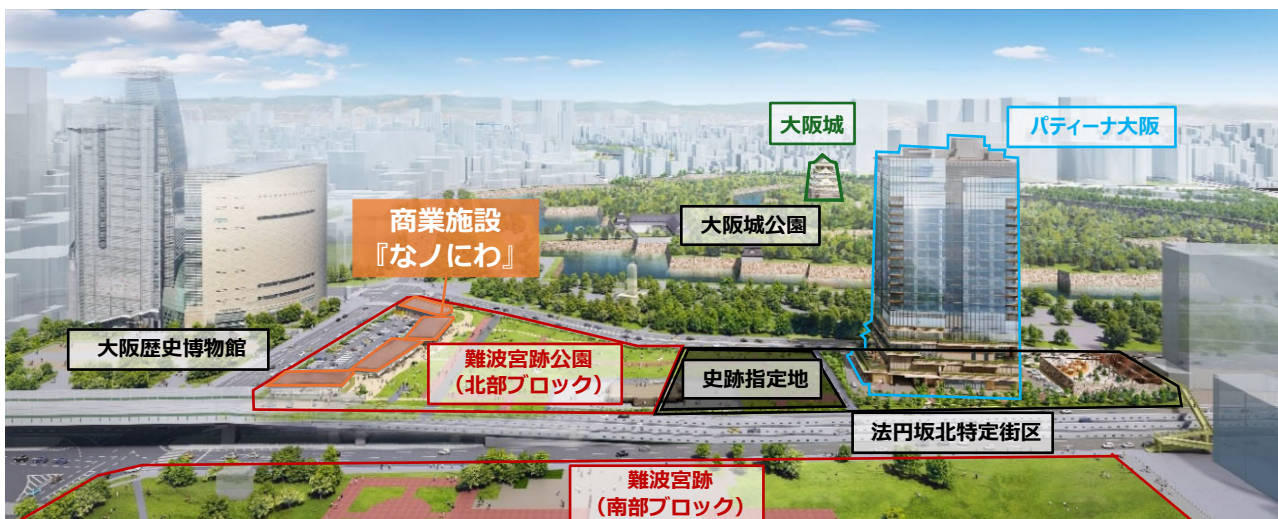 大阪城
パティーナ大阪
商業施設
『なノにわ』
大阪城公園
大阪歴史博物館
難波宮跡公園
（北部ブロック）
史跡指定地
法円坂北特定街区
難波宮跡
（南部ブロック）